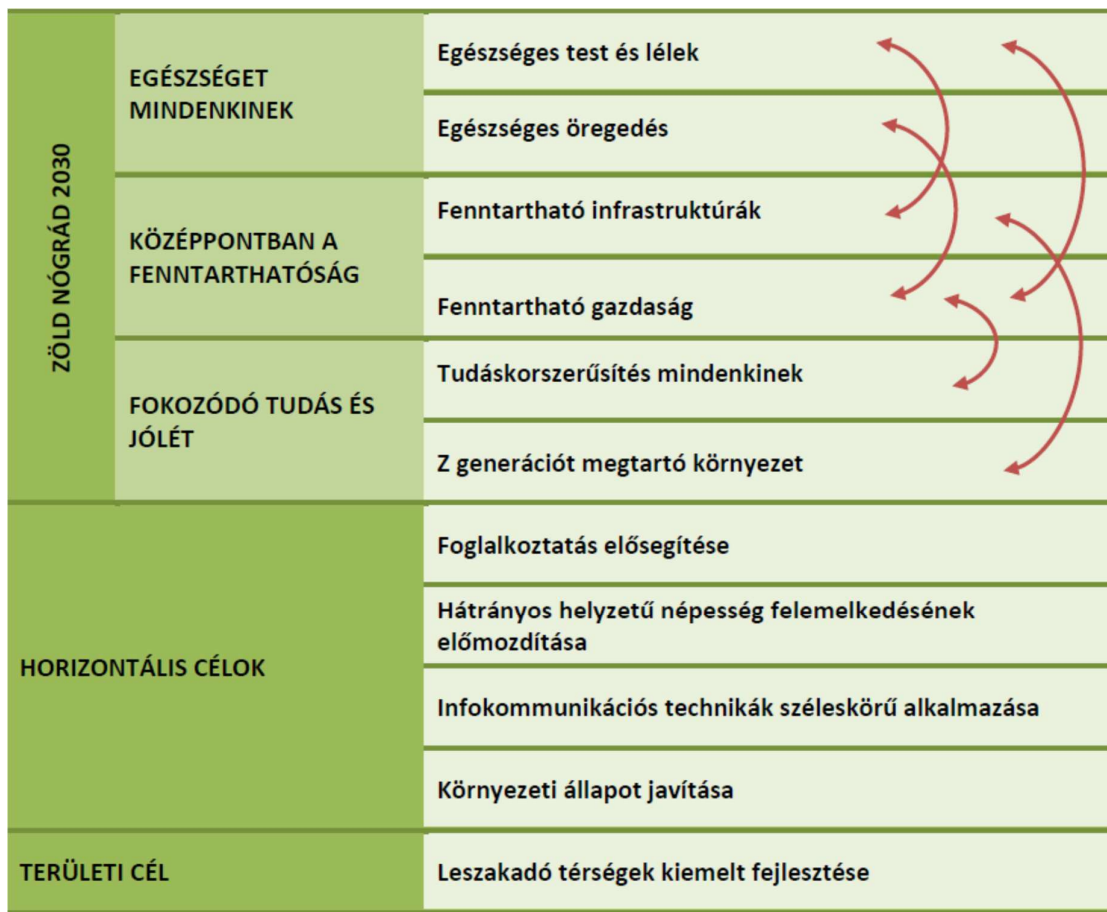 ZÖLD NÓGRÁD 2030
EGÉSZSÉGET
MINDENKINEK
Egészséges test és lélek
Egészséges öregedés
KÖZÉPPONTBAN A
FENNTARTHATÓSÁG
Fenntartható infrastruktúrák
Fenntartható gazdaság
FOKOZÓDÓ TUDÁS ÉS
JÓLÉT
Tudáskorszerűsítés mindenkinek
Z generációt megtartó környezet
HORIZONTÁLIS CÉLOK
Foglalkoztatás elősegítése
Hátrányos helyzetű népesség felemelkedésének
előmozdítása
Infokommunikációs technikák széleskörű alkalmazása
Környezeti állapot javítása
TERÜLETI CÉL
Leszakadó térségek kiemelt fejlesztése